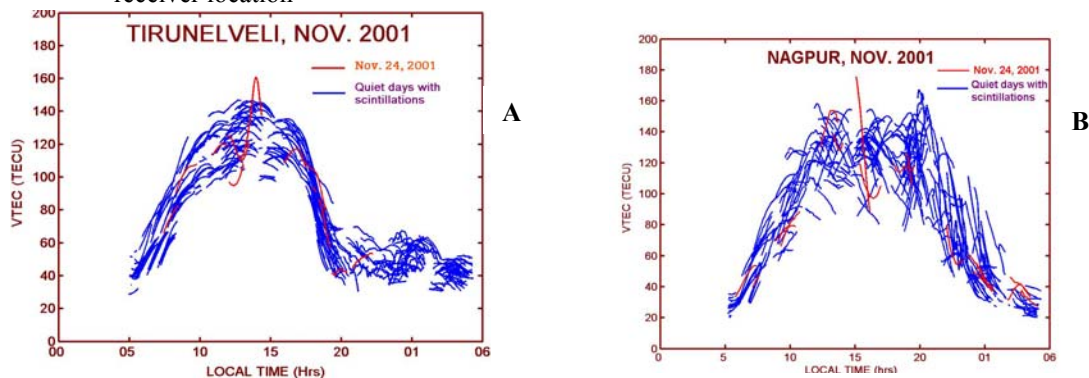 receiver location
TIRUNELVELI, NOV. 2001
Nov. 24, 2001
Quiet days with
scintillations
VTEC (TECU)
200
180
160
140
120
100
80
60
40
20
0
00 05 10 15 20 01 06
LOCAL TIME (Hrs)
A
NAGPUR, NOV. 2001
Nov. 24, 2001
Quiet days with
scintillations
VTEC (TECU)
200
180
160
140
120
100
80
60
40
20
0
0 5 10 15 20 01 06
LOCAL TIME (hrs)
B